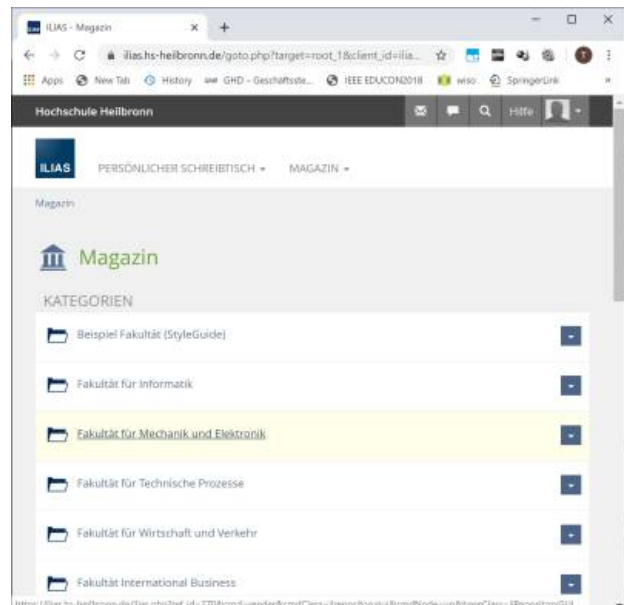 ILIAS - Magazin
ilias.hs-heilbronn.de/goto.php?target=root_1&client_id=ilia...
Apps New Tab History GHD - Geschäftsste... IEEE EDUCON2018 wiso SpringerLink
Hochschule Heilbronn Hilfe
ILIAS PERSÖNLICHER SCHREIBTISCH MAGAZIN
Magazin
Magazin
KATEGORIEN
Beispiel Fakultät (StyleGuide)
Fakultät für Informatik
Fakultät für Mechanik und Elektronik
Fakultät für Technische Prozesse
Fakultät für Wirtschaft und Verkehr
Fakultät International Business